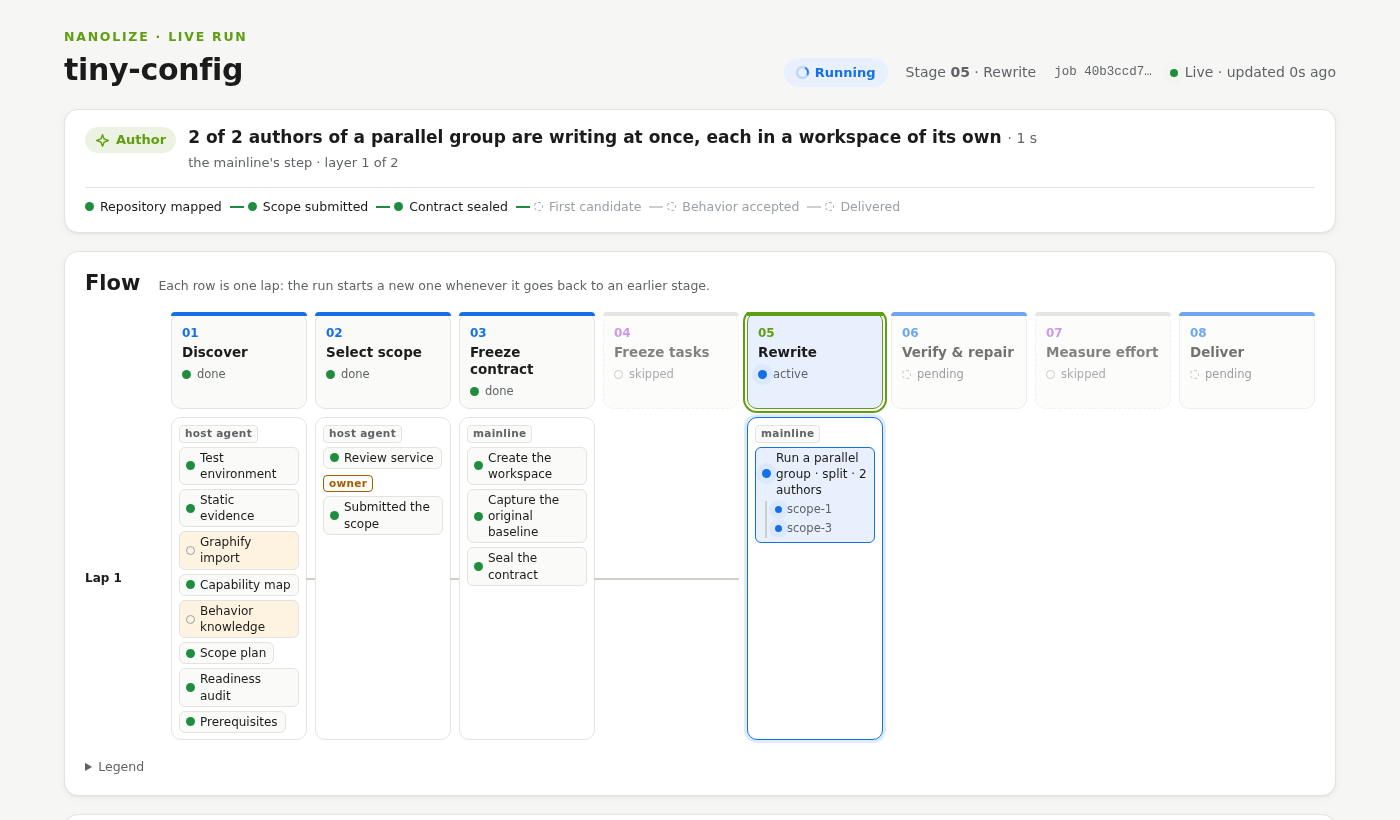 NANOLIZE · LIVE RUN
tiny-config
Running
Stage 05 · Rewrite
job 40b3ccd7…
Live · updated 0s ago
Author
2 of 2 authors of a parallel group are writing at once, each in a workspace of its own · 1 s
the mainline's step · layer 1 of 2
Repository mapped
Scope submitted
Contract sealed
First candidate
Behavior accepted
Delivered
Flow
Each row is one lap: the run starts a new one whenever it goes back to an earlier stage.
01
Discover
done
02
Select scope
done
03
Freeze
contract
done
04
Freeze tasks
skipped
05
Rewrite
active
06
Verify & repair
pending
07
Measure effort
skipped
08
Deliver
pending
Lap 1
host agent
Test
environment
Static
evidence
Graphify
import
Capability map
Behavior
knowledge
Scope plan
Readiness
audit
Prerequisites
host agent
Review service
owner
Submitted the
scope
mainline
Create the
workspace
Capture the
original
baseline
Seal the
contract
mainline
Run a parallel
group · split · 2
authors
scope-1
scope-3
Legend